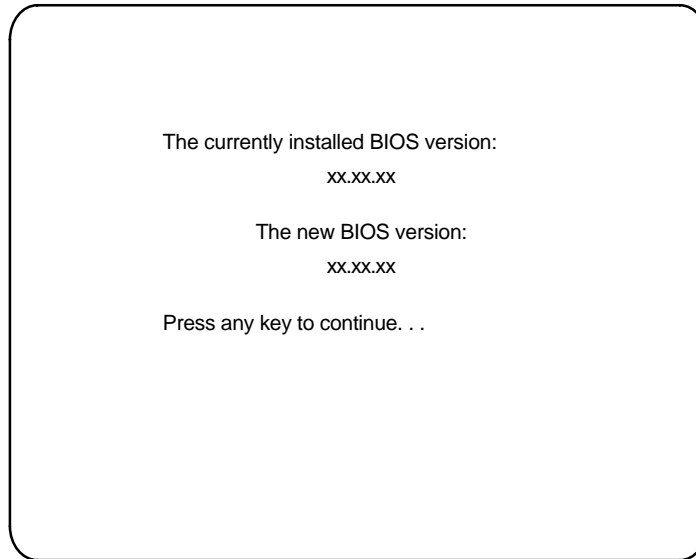 The currently installed BIOS version:
xx.xx.xx
The new BIOS version:
xx.xx.xx
Press any key to continue. . .